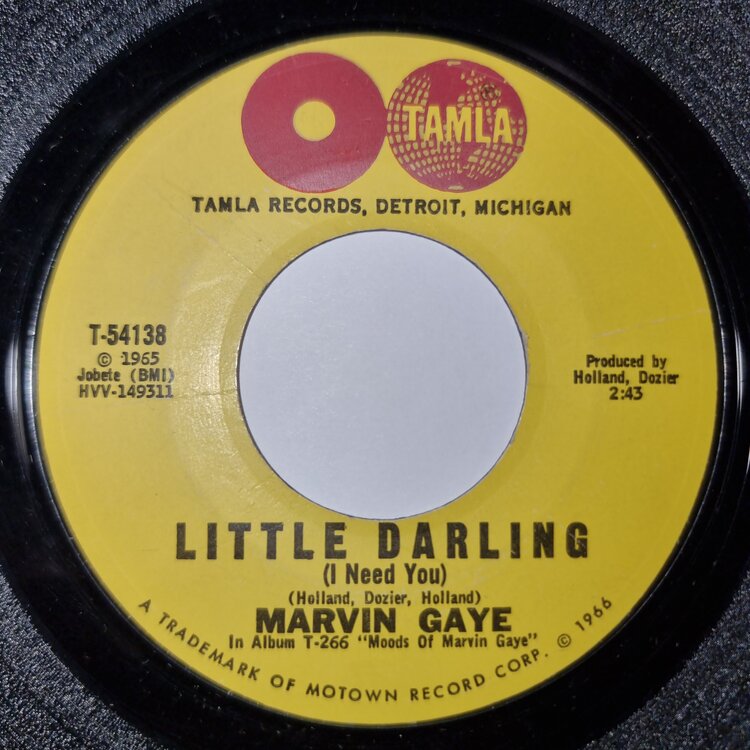 TAMLA
TAMLA RECORDS, DETROIT, MICHIGAN
T-54138
© 1965
Jobete (BMI)
HVV-149311
Produced by
Holland, Dozier
2:43
LITTLE DARLING
(I Need You)
(Holland, Dozier, Holland)
MARVIN GAYE
In Album T-266 "Moods Of Marvin Gaye"
A TRADEMARK OF MOTOWN RECORD CORP. © 1966